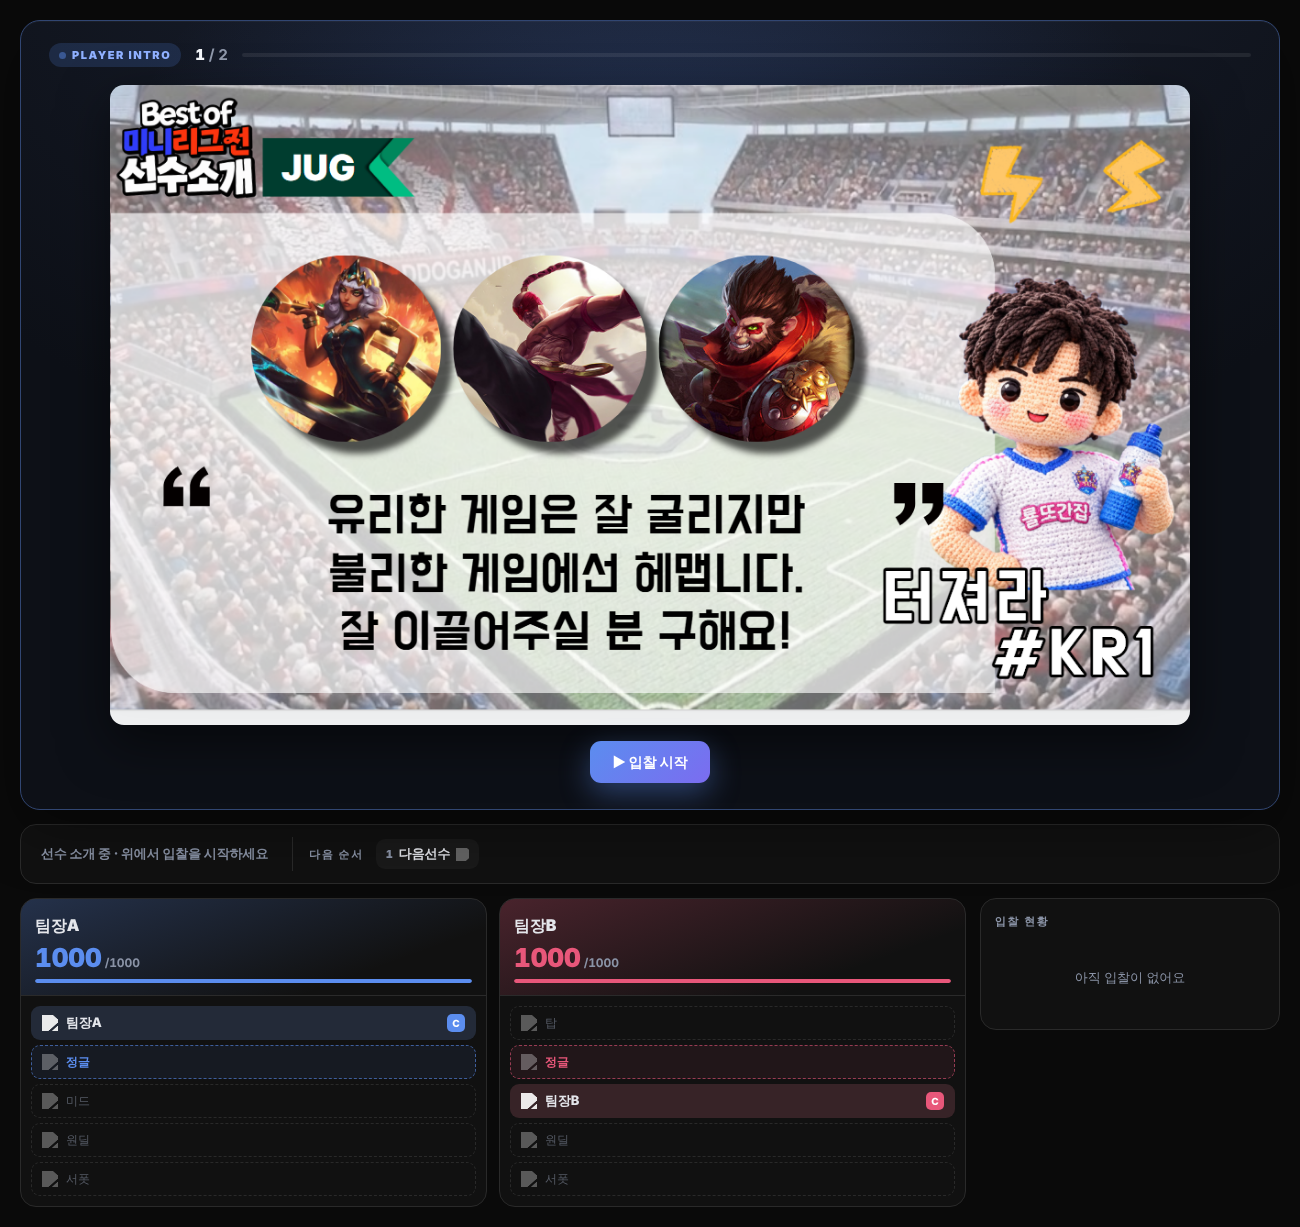 PLAYER INTRO 1 / 2
Best of
미니리그전
선수소개
JUG
DDOGANJIB
“
유리한 게임은 잘 굴리지만
불리한 게임에선 헤맵니다.
잘 이끌어주실 분 구해요!
”
롤또간집
터져라
#KR1
▶ 입찰 시작
선수 소개 중 · 위에서 입찰을 시작하세요
다음 순서
1 다음선수
팀장A
1000 /1000
팀장A C
정글
미드
원딜
서폿
팀장B
1000 /1000
탑
정글
팀장B C
원딜
서폿
입찰 현황
아직 입찰이 없어요